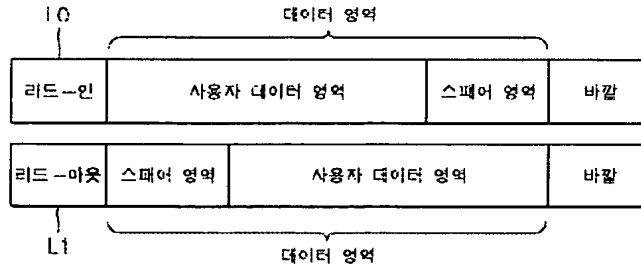 L0
데이터 영역
리드-인 사용자 데이터 영역 스페어 영역 바깥
리드-아웃 스페어 영역 사용자 데이터 영역 바깥
L1
데이터 영역